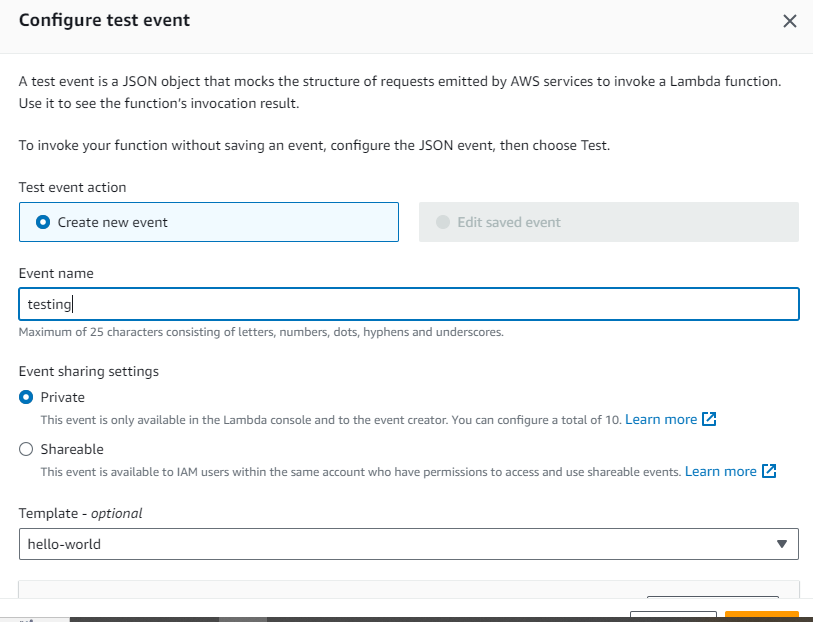 Configure test event
A test event is a JSON object that mocks the structure of requests emitted by AWS services to invoke a Lambda function.
Use it to see the function's invocation result.
To invoke your function without saving an event, configure the JSON event, then choose Test.
Test event action
Create new event
Edit saved event
Event name
testing
Maximum of 25 characters consisting of letters, numbers, dots, hyphens and underscores.
Event sharing settings
Private
This event is only available in the Lambda console and to the event creator. You can configure a total of 10. Learn more
Shareable
This event is available to IAM users within the same account who have permissions to access and use shareable events. Learn more
Template - optional
hello-world